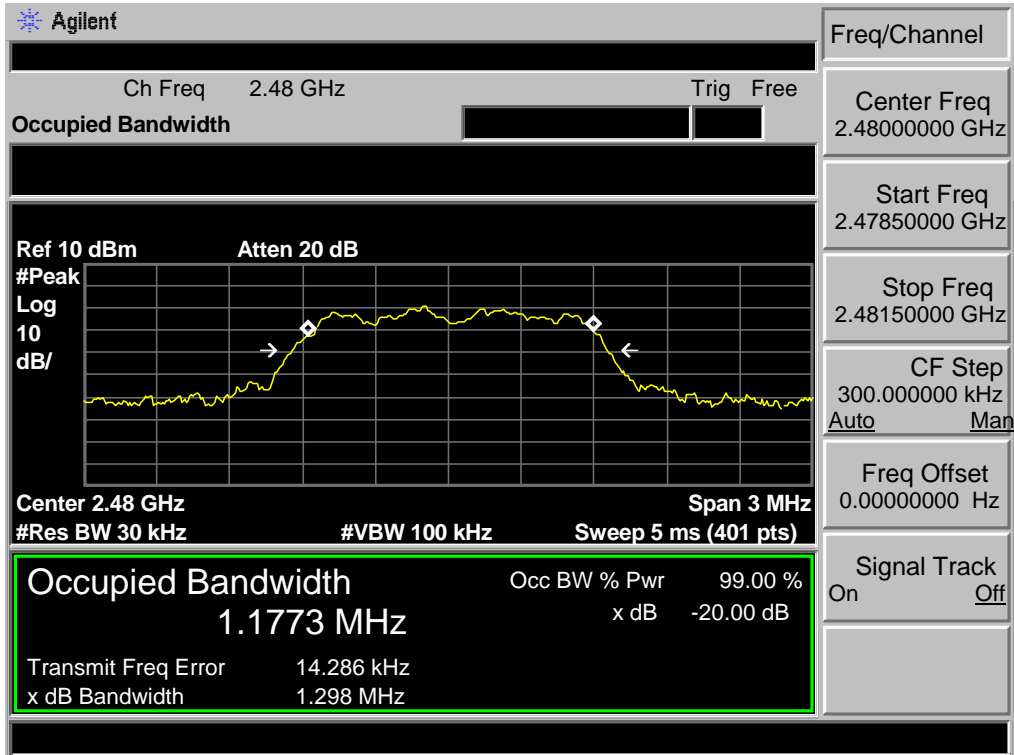 Agilent
Freq/Channel
Ch Freq 2.48 GHz Trig Free
Occupied Bandwidth
Center Freq
2.48000000 GHz
Start Freq
2.47850000 GHz
Stop Freq
2.48150000 GHz
CF Step
300.000000 kHz
Auto Man
Freq Offset
0.00000000 Hz
Signal Track
On Off
Ref 10 dBm Atten 20 dB
#Peak
Log
10
dB/
Center 2.48 GHz Span 3 MHz
#Res BW 30 kHz #VBW 100 kHz Sweep 5 ms (401 pts)
Occupied Bandwidth Occ BW % Pwr 99.00 %
1.1773 MHz x dB -20.00 dB
Transmit Freq Error 14.286 kHz
x dB Bandwidth 1.298 MHz